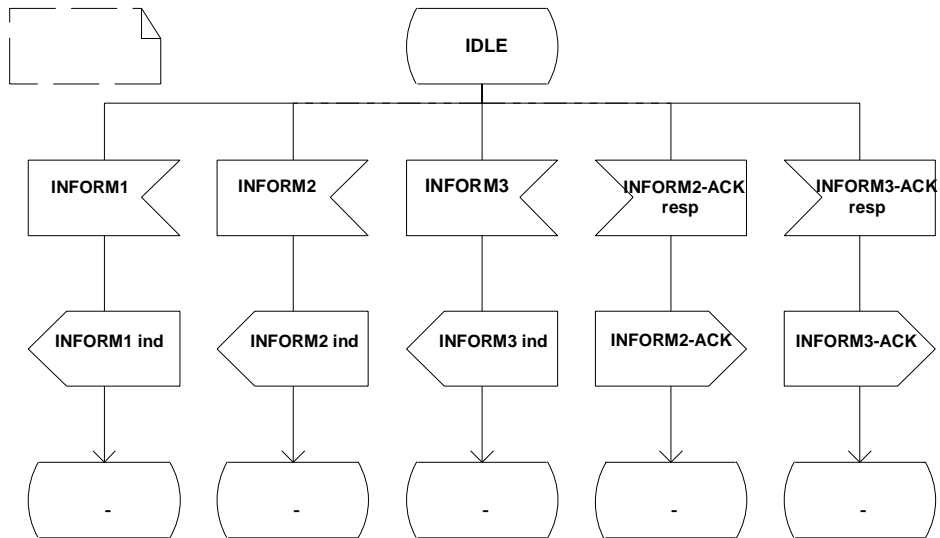 IDLE
INFORM1
INFORM2
INFORM3
INFORM2-ACK
resp
INFORM3-ACK
resp
INFORM1 ind
INFORM2 ind
INFORM3 ind
INFORM2-ACK
INFORM3-ACK
-
-
-
-
-